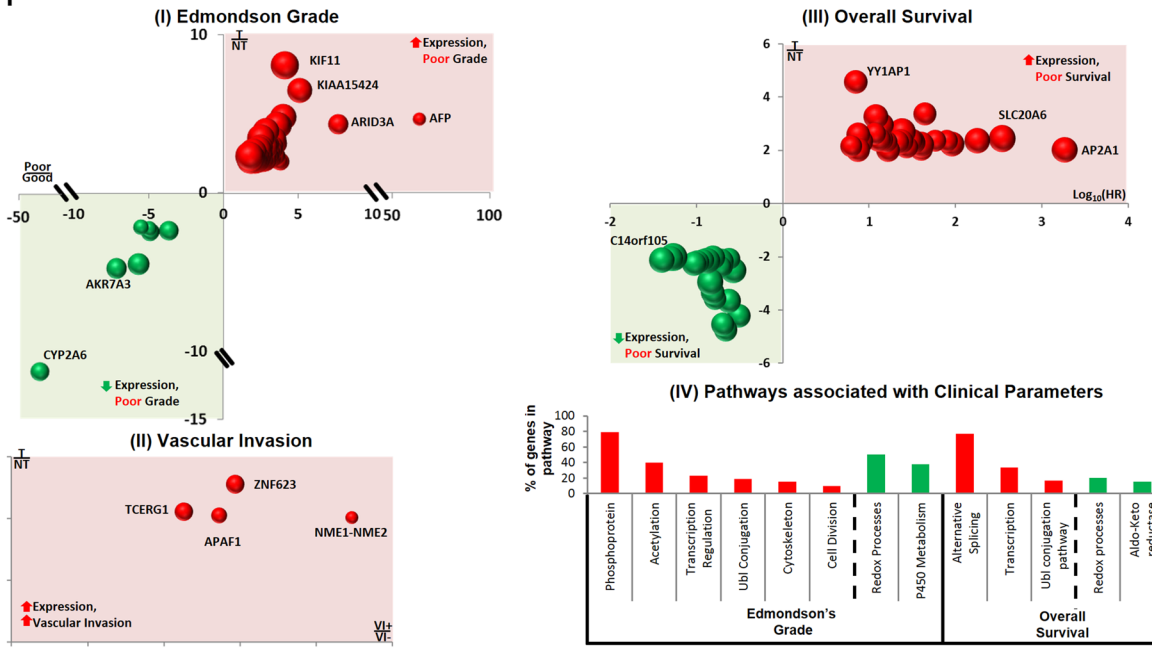 (I) Edmondson Grade
10
T
NT
KIF11
Expression,
Poor Grade
KIAA15424
ARID3A
AFP
Poor
Good
0
-50
-10
-5
0
5
10
50
100
AKR7A3
-10
CYP2A6
Expression,
Poor Grade
-15
(II) Vascular Invasion
T
NT
ZNF623
TCERG1
APAF1
NME1-NME2
Expression,
Vascular Invasion
VI+
VI-
(III) Overall Survival
6
T
NT
Expression,
Poor Survival
YY1AP1
4
SLC20A6
2
AP2A1
Log10(HR)
0
-2
-1
0
1
2
3
4
C14orf105
-2
-4
Expression,
Poor Survival
-6
(IV) Pathways associated with Clinical Parameters
% of genes in
pathway
100
80
60
40
20
0
Phosphoprotein
Acetylation
Transcription
Regulation
Ubl Conjugation
Cytoskeleton
Cell Division
Redox Processes
P450 Metabolism
Alternative
Splicing
Transcription
Ubl conjugation
pathway
Redox processes
Aldo-Keto
Edmondson's
Grade
Overall
Survival